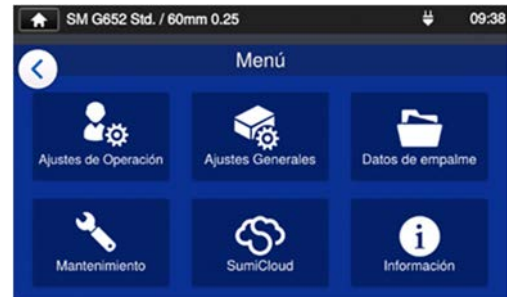 SM G652 Std. / 60mm 0.25
09:38
Menú
Ajustes de Operación
Ajustes Generales
Datos de empalme
Mantenimiento
SumiCloud
Información